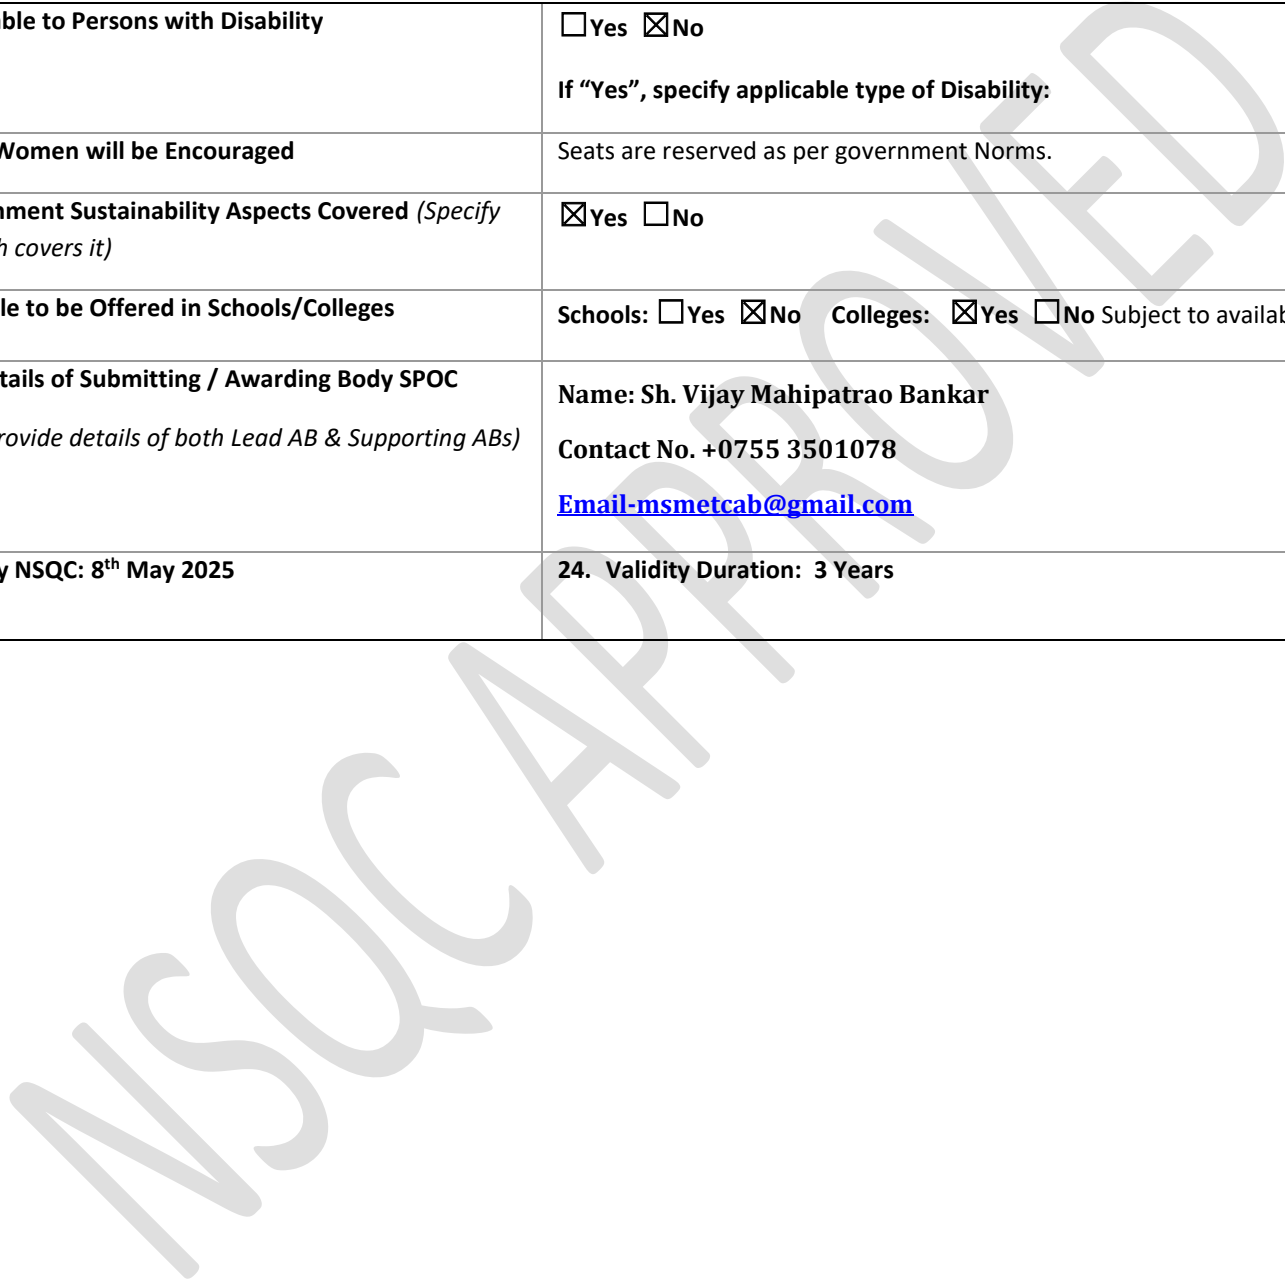 able to Persons with Disability
☐Yes ☒No
If “Yes”, specify applicable type of Disability:
Women will be Encouraged
Seats are reserved as per government Norms.
nment Sustainability Aspects Covered (Specify
h covers it)
☒Yes ☐No
le to be Offered in Schools/Colleges
Schools: ☐Yes ☒No Colleges: ☒Yes ☐No Subject to availab
tails of Submitting / Awarding Body SPOC
rovide details of both Lead AB & Supporting ABs)
Name: Sh. Vijay Mahipatrao Bankar
Contact No. +0755 3501078
Email-msmetcab@gmail.com
y NSQC: 8th May 2025
24. Validity Duration: 3 Years
NSQC APPROVED